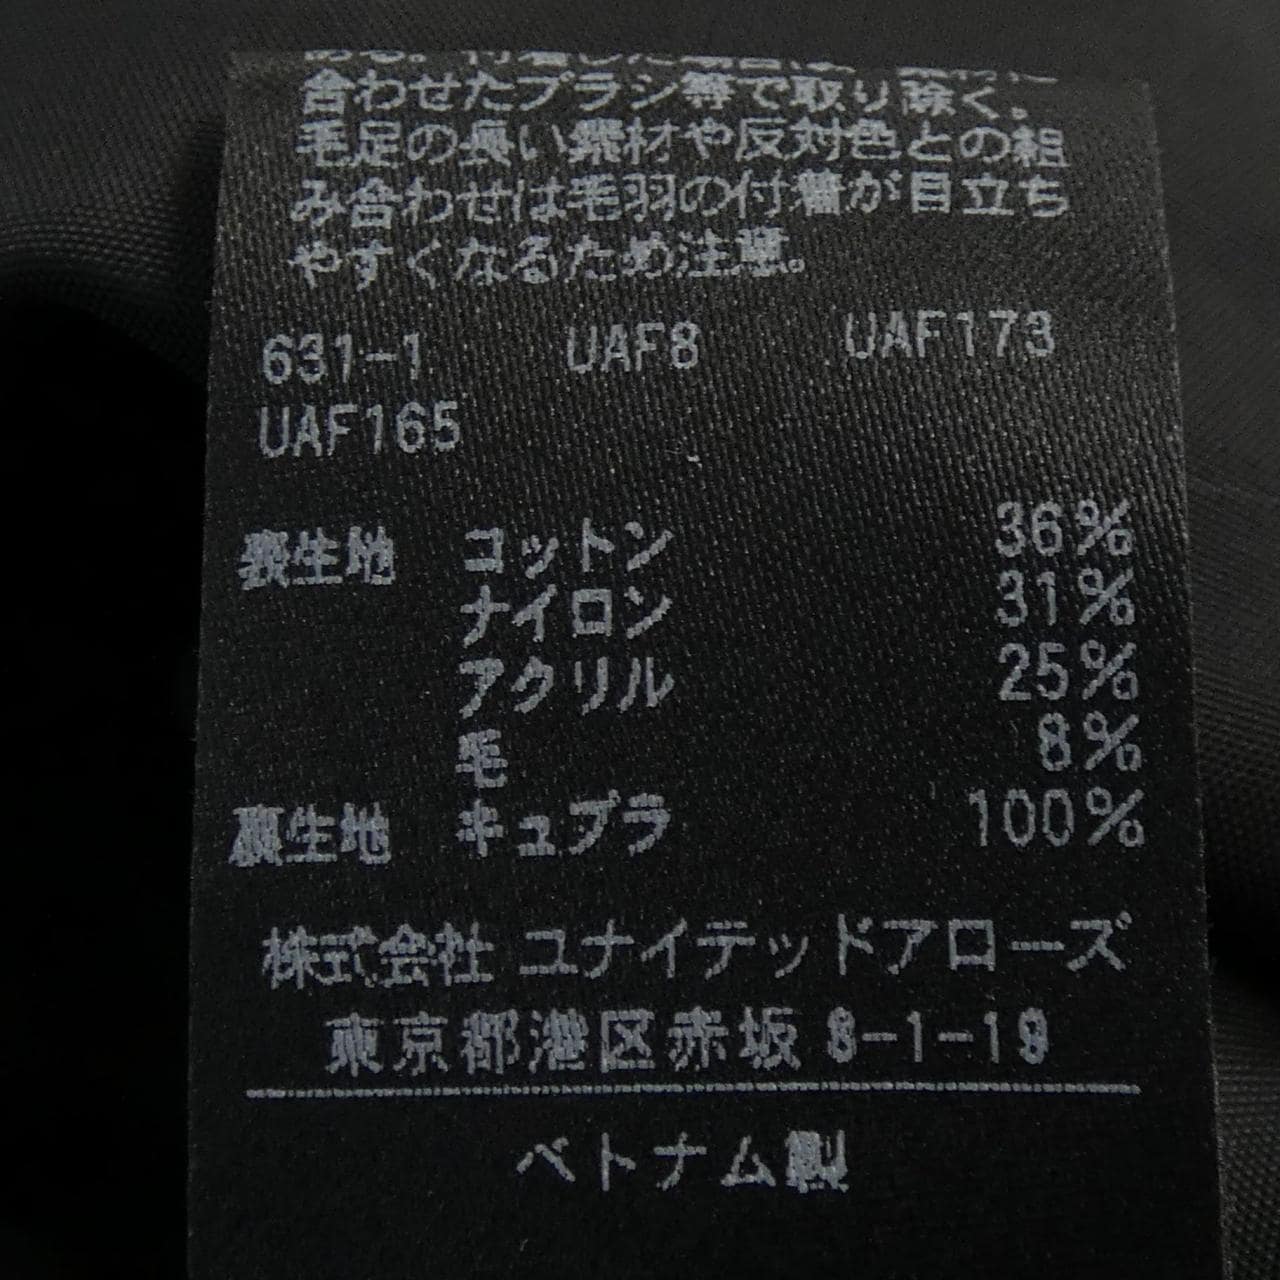 合わせたブラシ等で取り除く。
毛足の長い素材や反対色との組
み合わせは毛羽の付着が目立ち
やすくなるため注意。
631-1 UAF8 UAF173
UAF165
表生地 コットン 36%
ナイロン 31%
アクリル 25%
毛 8%
裏生地 キュプラ 100%
株式会社 ユナイテッドアローズ
東京都港区赤坂 8-1-19
ベトナム製